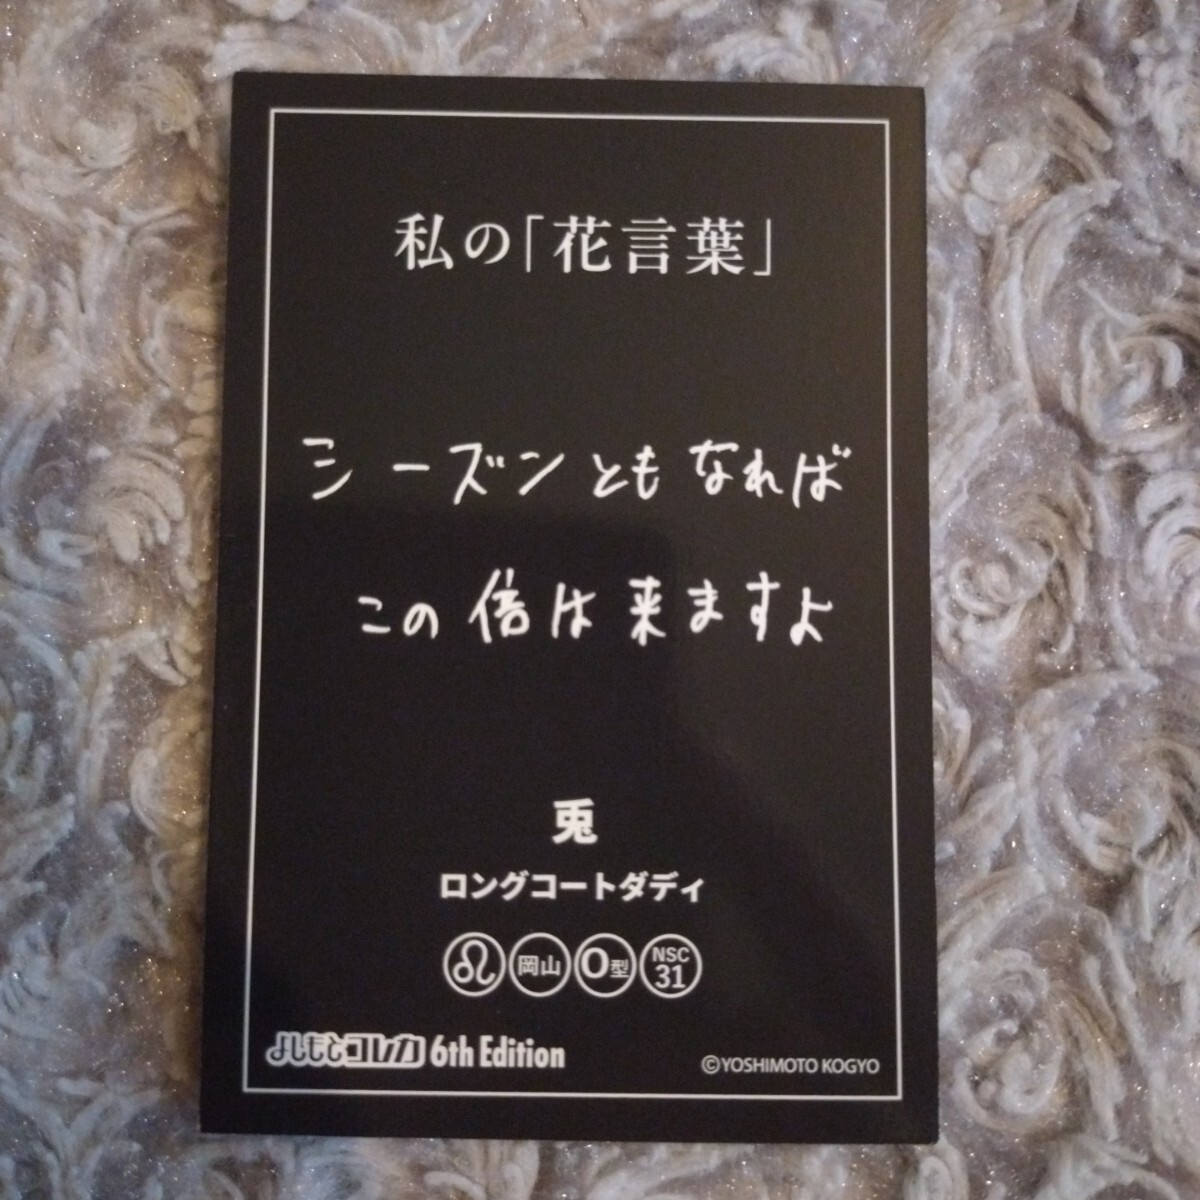 私の「花言葉」
シーズンともなれば
この倍は来ますよ
兎
ロングコートダディ
♌ 岡山 O型 NSC 31
よしもとコレカ 6th Edition
©YOSHIMOTO KOGYO